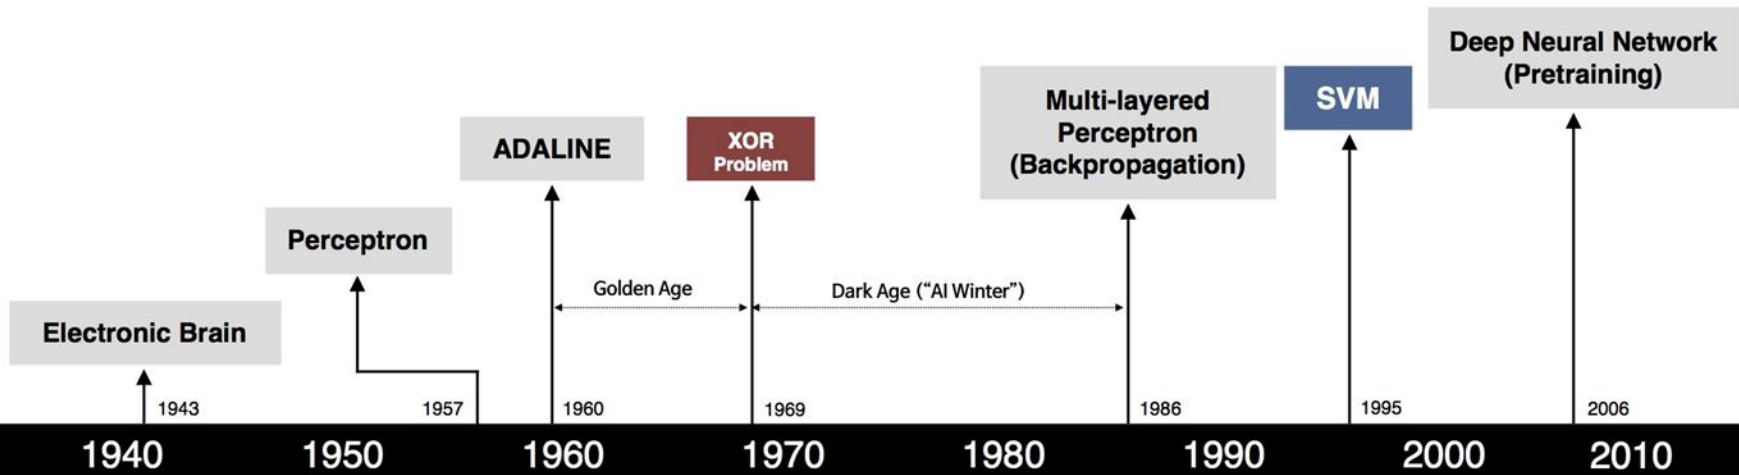 Deep Neural Network
(Pretraining)
Multi-layered
Perceptron
(Backpropagation)
SVM
ADALINE
XOR
Problem
Perceptron
Golden Age
Dark Age ("AI Winter")
Electronic Brain
1943
1957
1960
1969
1986
1995
2006
1940
1950
1960
1970
1980
1990
2000
2010